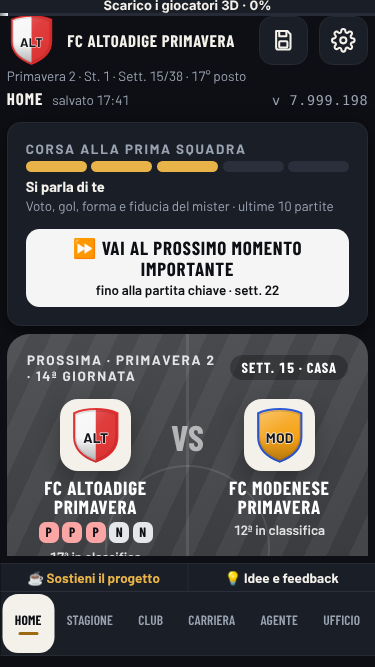 Scarico i giocatori 3D · 0%
ALT
FC ALTOADIGE PRIMAVERA
Primavera 2 · St. 1 · Sett. 15/38 · 17º posto
HOME salvato 17:41
v 7.999.198
CORSA ALLA PRIMA SQUADRA
Si parla di te
Voto, gol, forma e fiducia del mister · ultime 10 partite
⏩ VAI AL PROSSIMO MOMENTO
IMPORTANTE
fino alla partita chiave · sett. 22
PROSSIMA · PRIMAVERA 2
· 14ª GIORNATA
SETT. 15 · CASA
ALT
VS
MOD
FC ALTOADIGE
PRIMAVERA
FC MODENESE
PRIMAVERA
P P P N N
12ª in classifica
17ª in classifica
☕ Sostieni il progetto
💡 Idee e feedback
HOME
STAGIONE
CLUB
CARRIERA
AGENTE
UFFICIO